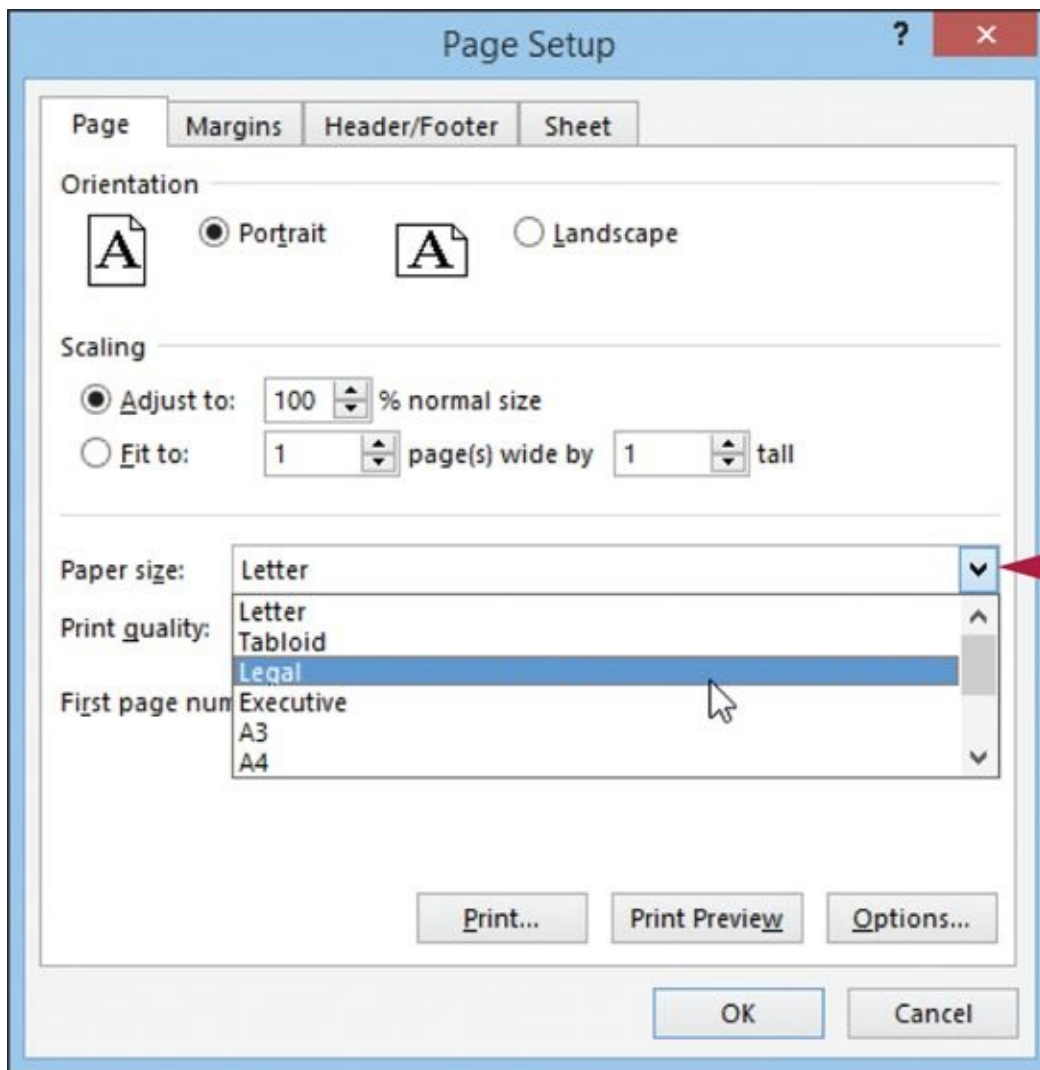 Page Setup ?
Page Margins Header/Footer Sheet
Orientation
A Portrait A Landscape
Scaling
Adjust to: 100 % normal size
Fit to: 1 page(s) wide by 1 tall
Paper size: Letter
Letter
Print quality:
Tabloid
Legal
First page num Executive
A3
A4
Print... Print Preview Options...
OK Cancel